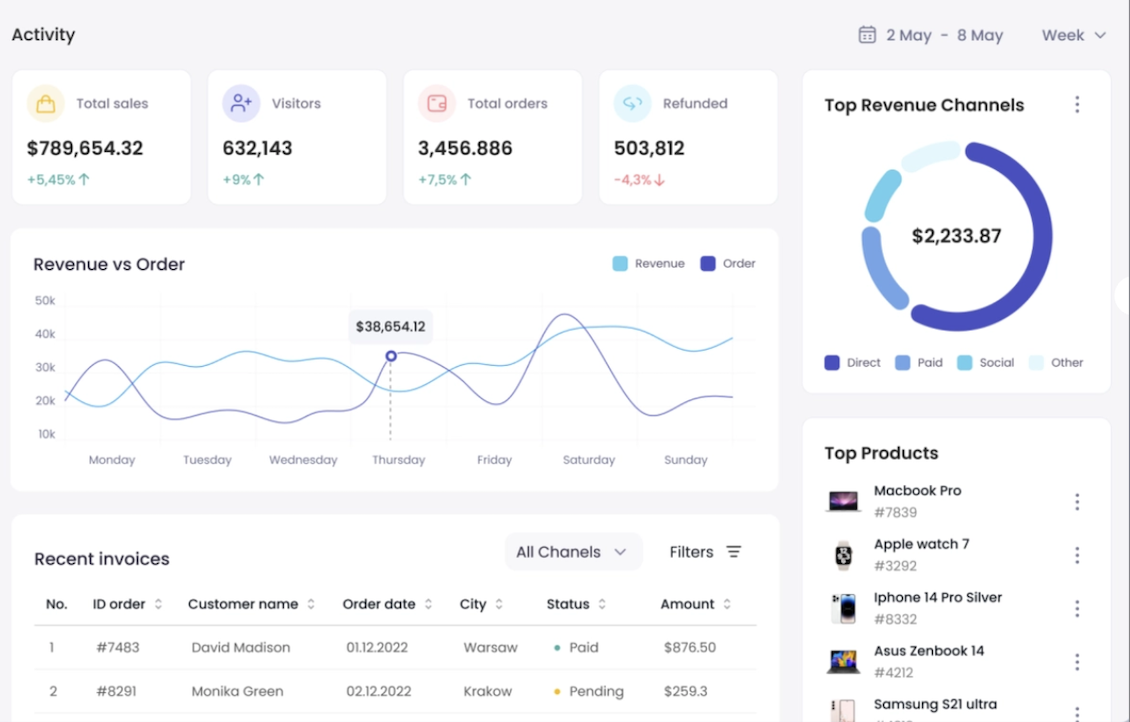 Activity
2 May - 8 May
Week
Total sales
$789,654.32
+5,45%
Visitors
632,143
+9%
Total orders
3,456.886
+7,5%
Refunded
503,812
-4,3%
Top Revenue Channels
$2,233.87
Direct Paid Social Other
Revenue vs Order
Revenue Order
50k
40k
30k
20k
10k
$38,654.12
Monday Tuesday Wednesday Thursday Friday Saturday Sunday
Top Products
Macbook Pro
#7839
Apple watch 7
#3292
Iphone 14 Pro Silver
#8332
Asus Zenbook 14
#4212
Samsung S21 ultra
Recent invoices
All Chanels
Filters
No. ID order Customer name Order date City Status Amount
1 #7483 David Madison 01.12.2022 Warsaw Paid $876.50
2 #8291 Monika Green 02.12.2022 Krakow Pending $259.3